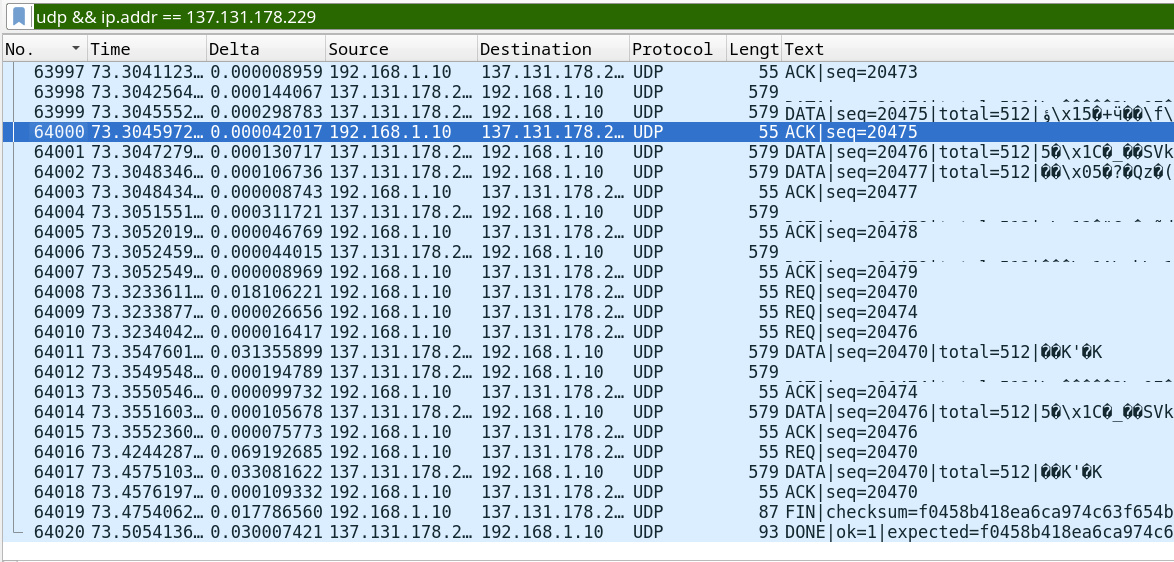 udp && ip.addr == 137.131.178.229
No. Time Delta Source Destination Protocol Lengt Text
63997 73.3041123… 0.000008959 192.168.1.10 137.131.178.2… UDP 55 ACK|seq=20473
63998 73.3042564… 0.000144067 137.131.178.2… 192.168.1.10 UDP 579
63999 73.3045552… 0.000298783 137.131.178.2… 192.168.1.10 UDP 579 DATA|seq=20475|total=512|
64000 73.3045972… 0.000042017 192.168.1.10 137.131.178.2… UDP 55 ACK|seq=20475
64001 73.3047279… 0.000130717 137.131.178.2… 192.168.1.10 UDP 579 DATA|seq=20476|total=512|5�\x1C�_��SVk
64002 73.3048346… 0.000106736 137.131.178.2… 192.168.1.10 UDP 579 DATA|seq=20477|total=512|��\x05�?�Qz�(
64003 73.3048434… 0.000008743 192.168.1.10 137.131.178.2… UDP 55 ACK|seq=20477
64004 73.3051551… 0.000311721 137.131.178.2… 192.168.1.10 UDP 579
64005 73.3052019… 0.000046769 192.168.1.10 137.131.178.2… UDP 55 ACK|seq=20478
64006 73.3052459… 0.000044015 137.131.178.2… 192.168.1.10 UDP 579
64007 73.3052549… 0.000008969 192.168.1.10 137.131.178.2… UDP 55 ACK|seq=20479
64008 73.3233611… 0.018106221 192.168.1.10 137.131.178.2… UDP 55 REQ|seq=20470
64009 73.3233877… 0.000026656 192.168.1.10 137.131.178.2… UDP 55 REQ|seq=20474
64010 73.3234042… 0.000016417 192.168.1.10 137.131.178.2… UDP 55 REQ|seq=20476
64011 73.3547601… 0.031355899 137.131.178.2… 192.168.1.10 UDP 579 DATA|seq=20470|total=512|��K'�K
64012 73.3549548… 0.000194789 137.131.178.2… 192.168.1.10 UDP 579
64013 73.3550546… 0.000099732 192.168.1.10 137.131.178.2… UDP 55 ACK|seq=20474
64014 73.3551603… 0.000105678 137.131.178.2… 192.168.1.10 UDP 579 DATA|seq=20476|total=512|5�\x1C�_��SVk
64015 73.3552360… 0.000075773 192.168.1.10 137.131.178.2… UDP 55 ACK|seq=20476
64016 73.4244287… 0.069192685 192.168.1.10 137.131.178.2… UDP 55 REQ|seq=20470
64017 73.4575103… 0.033081622 137.131.178.2… 192.168.1.10 UDP 579 DATA|seq=20470|total=512|��K'�K
64018 73.4576197… 0.000109332 192.168.1.10 137.131.178.2… UDP 55 ACK|seq=20470
64019 73.4754062… 0.017786560 192.168.1.10 137.131.178.2… UDP 87 FIN|checksum=f0458b418ea6ca974c63f654b
64020 73.5054136… 0.030007421 137.131.178.2… 192.168.1.10 UDP 93 DONE|ok=1|expected=f0458b418ea6ca974c6